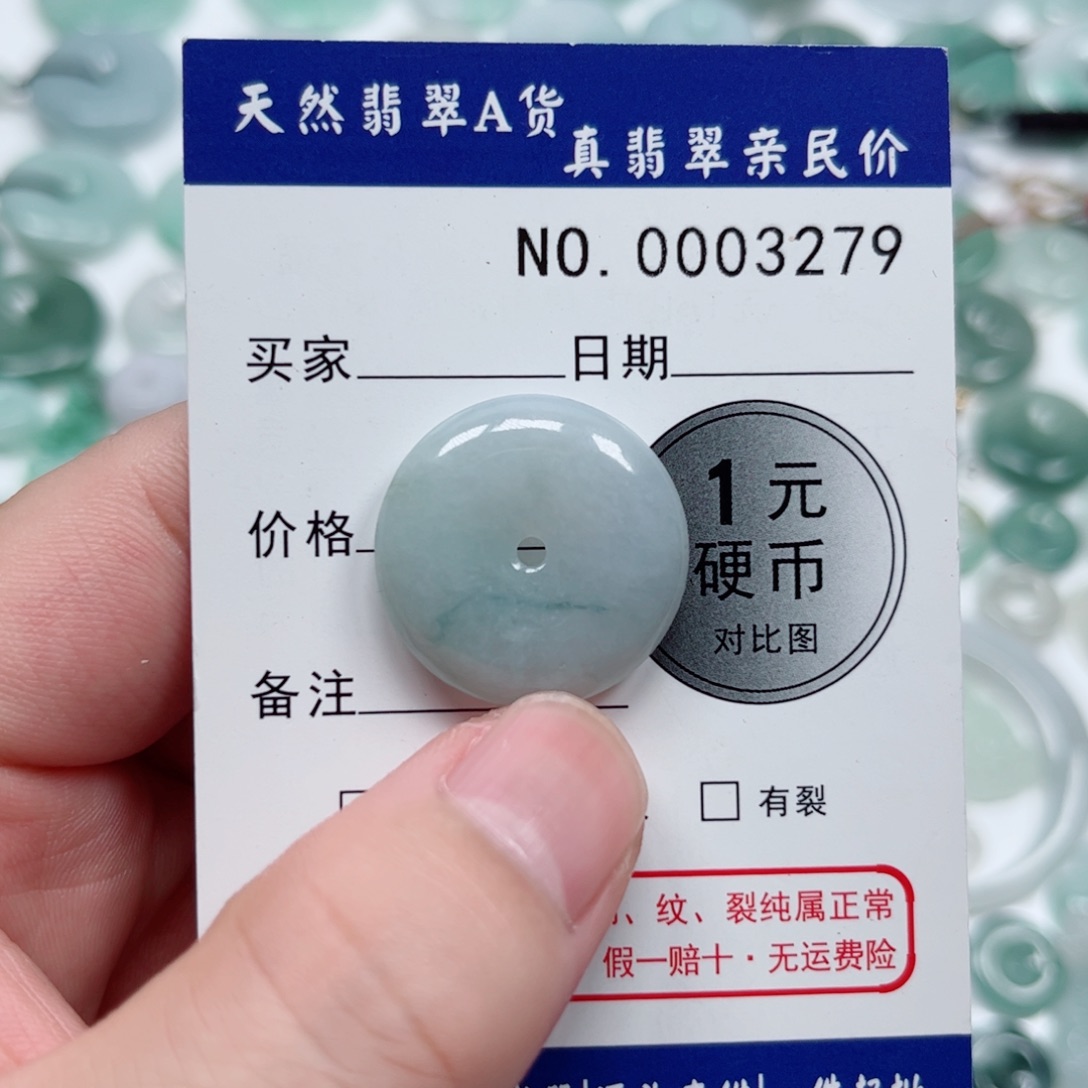 天然翡翠A货
真翡翠亲民价
NO.0003279
买家 日期
价格
1元
硬币
对比图
备注
□ □ 有裂
、纹、裂纯属正常
假一赔十·无运费险